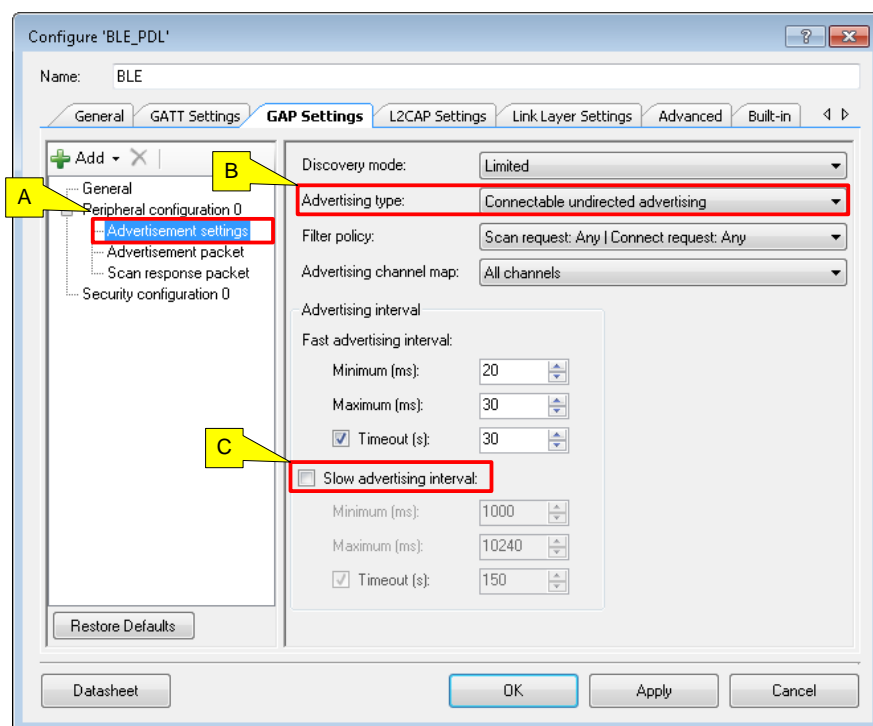 Configure 'BLE_PDL'
Name: BLE
General GATT Settings GAP Settings L2CAP Settings Link Layer Settings Advanced Built-in
Add
A
General
Peripheral configuration 0
Advertisement settings
Advertisement packet
Scan response packet
Security configuration 0
Restore Defaults
B
Discovery mode: Limited
Advertising type: Connectable undirected advertising
Filter policy: Scan request: Any | Connect request: Any
Advertising channel map: All channels
Advertising interval
Fast advertising interval:
Minimum (ms): 20
Maximum (ms): 30
Timeout (s): 30
C
Slow advertising interval:
Minimum (ms): 1000
Maximum (ms): 10240
Timeout (s): 150
Datasheet OK Apply Cancel